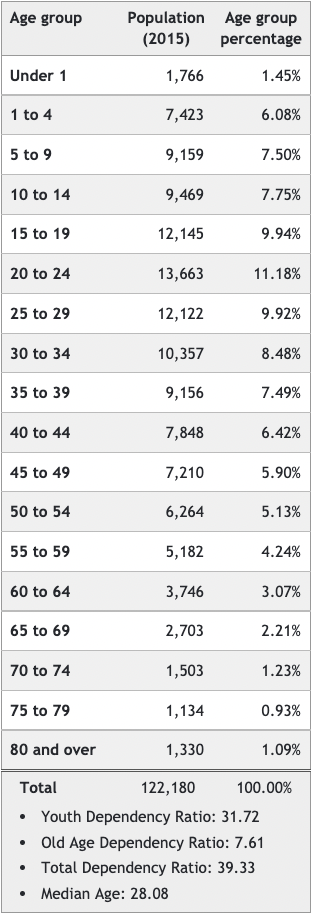 Age group Population (2015) Age group percentage
Under 1 1,766 1.45%
1 to 4 7,423 6.08%
5 to 9 9,159 7.50%
10 to 14 9,469 7.75%
15 to 19 12,145 9.94%
20 to 24 13,663 11.18%
25 to 29 12,122 9.92%
30 to 34 10,357 8.48%
35 to 39 9,156 7.49%
40 to 44 7,848 6.42%
45 to 49 7,210 5.90%
50 to 54 6,264 5.13%
55 to 59 5,182 4.24%
60 to 64 3,746 3.07%
65 to 69 2,703 2.21%
70 to 74 1,503 1.23%
75 to 79 1,134 0.93%
80 and over 1,330 1.09%
Total 122,180 100.00%
• Youth Dependency Ratio: 31.72
• Old Age Dependency Ratio: 7.61
• Total Dependency Ratio: 39.33
• Median Age: 28.08